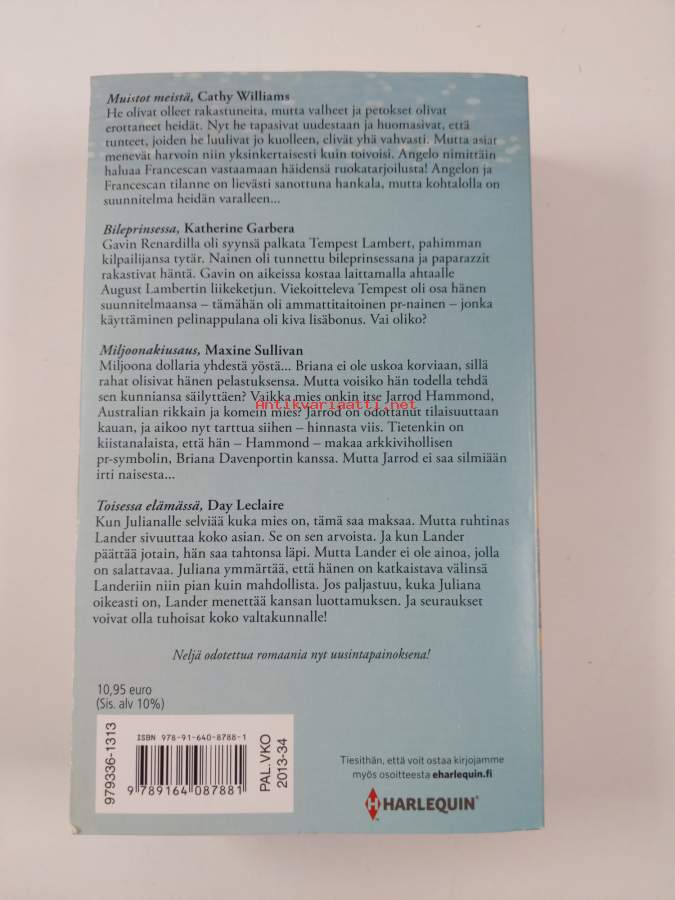 Muistot meistä, Cathy Williams
He olivat olleet rakastuneita, mutta valheet ja petokset olivat
erottaneet heidät. Nyt he tapasivat uudestaan ja huomasivat, että
tunteet, joiden he luulivat jo kuolleen, elivät yhä vahvasti. Mutta asiat
menevät harvoin niin yksinkertaisesti kuin toivoisi. Angelo nimittäin
haluaa Francescan vastaamaan häidensä ruokatarjoilusta! Angelon ja
Francescan tilanne on lievästi sanottuna hankala, mutta kohtalolla on
suunnitelma heidän varalleen...
Bileprinsessa, Katherine Garbera
Gavin Renardilla oli syynsä palkata Tempest Lambert, pahimman
kilpailijansa tytär. Nainen oli tunnettu bileprinsessana ja paparazzit
rakastivat häntä. Gavin on aikeissa kostaa laittamalla ahtaalle
August Lambertin liikeketjun. Viekoitteleva Tempest oli osa hänen
suunnitelmaansa – tämähän oli ammattitaitoinen pr-nainen – jonka
käyttäminen pelinappulana oli kiva lisäbonus. Vai oliko?
Miljoonakiusaus, Maxine Sullivan
Miljoona dollaria yhdestä yöstä... Briana ei ole uskoa korviaan, sillä
rahat olisivat hänen pelastuksensa. Mutta voisiko hän todella tehdä
sen kunniansa säilyttäen? Vaikka mies onkin itse Jarrod Hammond,
Antikvariaatti.net
Australian rikkain ja komein mies? Jarrod on odottanut tilaisuuttaan
kauan, ja aikoo nyt tarttua siihen – hinnasta viis. Tietenkin on
kiistanalaista, että hän – Hammond – makaa arkkivihollisen
pr-symbolin, Briana Davenportin kanssa. Mutta Jarrod ei saa silmiään
irti naisesta...
Toisessa elämässä, Day Leclaire
Kun Julianalle selviää kuka mies on, tämä saa maksaa. Mutta ruhtinas
Lander sivuuttaa koko asian. Se on sen arvoista. Ja kun Lander
päättää jotain, hän saa tahtonsa läpi. Mutta Lander ei ole ainoa, jolla
on salattavaa. Juliana ymmärtää, että hänen on katkaistava välinsä
Landeriin niin pian kuin mahdollista. Jos paljastuu, kuka Juliana
oikeasti on, Lander menettää kansan luottamuksen. Ja seuraukset
voivat olla tuhoisat koko valtakunnalle!
Neljä odotettua romaania nyt uusintapainoksena!
10,95 euro
(Sis. alv 10%)
979336-1313
ISBN 978-91-640-8788-1
9 789164 087881
PAL.VKO
2013-34
Tiesithän, että voit ostaa kirjojamme
myös osoitteesta eharlequin.fi
H HARLEQUIN™